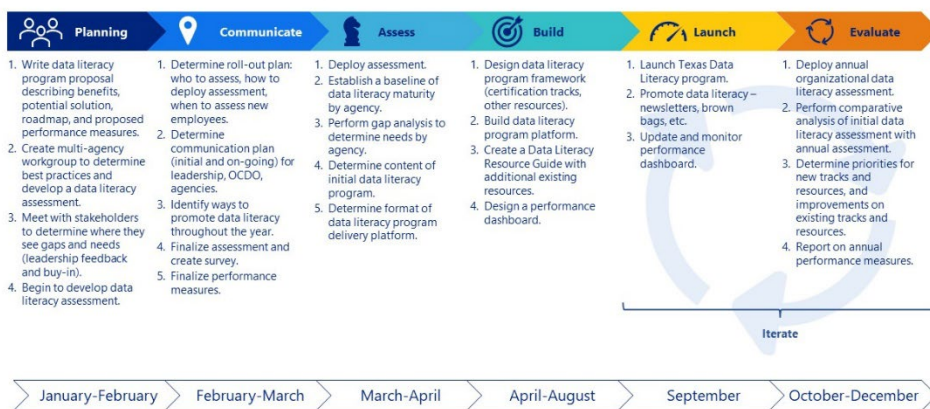 Planning
1. Write data literacy
program proposal
describing benefits,
potential solution,
roadmap, and proposed
performance measures.
2. Create multi-agency
workgroup to determine
best practices and
develop a data literacy
assessment.
3. Meet with stakeholders
to determine where they
see gaps and needs
(leadership feedback
and buy-in).
4. Begin to develop data
literacy assessment.
Communicate
1. Determine roll-out plan:
who to assess, how to
deploy assessment,
when to assess new
employees.
2. Determine
communication plan
(initial and on-going) for
leadership, OCDO,
agencies.
3. Identify ways to
promote data literacy
throughout the year.
4. Finalize assessment and
create survey.
5. Finalize performance
measures.
Assess
1. Deploy assessment.
2. Establish a baseline of
data literacy maturity
by agency.
3. Perform gap analysis to
determine needs by
agency.
4. Determine content of
initial data literacy
program.
5. Determine format of
data literacy program
delivery platform.
Build
1. Design data literacy
program framework
(certification tracks,
other resources).
2. Build data literacy
program platform.
3. Create a Data Literacy
Resource Guide with
additional existing
resources.
4. Design a performance
dashboard.
Launch
1. Launch Texas Data
Literacy program.
2. Promote data literacy –
newsletters, brown
bags, etc.
3. Update and monitor
performance
dashboard.
Evaluate
1. Deploy annual
organizational data
literacy assessment.
2. Perform comparative
analysis of initial data
literacy assessment with
annual assessment.
3. Determine priorities for
new tracks and
resources, and
improvements on
existing tracks and
resources.
4. Report on annual
performance measures.
Iterate
January-February
February-March
March-April
April-August
September
October-December